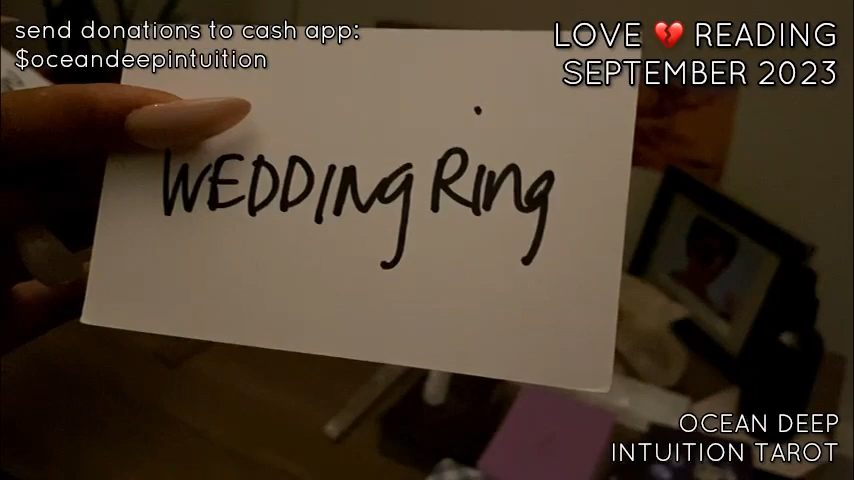 send donations to cash app:
$oceandeepintuition
LOVE 💔 READING
SEPTEMBER 2023
WEDDING Ring
OCEAN DEEP
INTUITION TAROT